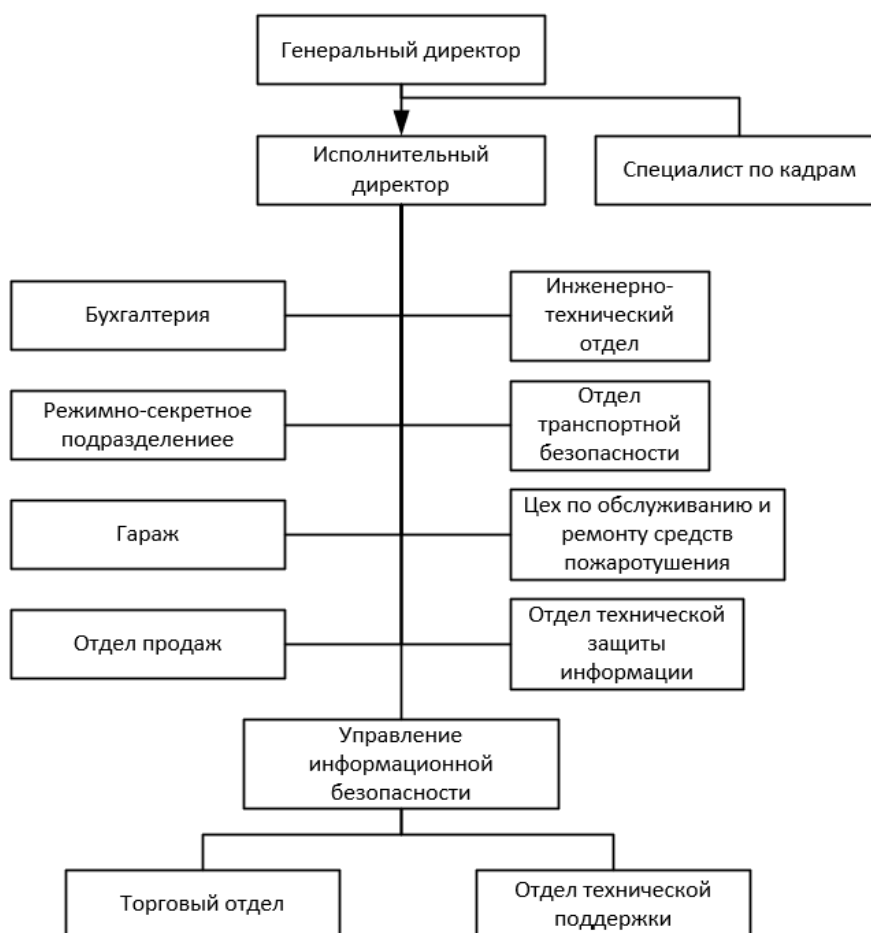 Генеральный директор
Исполнительный
директор
Специалист по кадрам
Бухгалтерия
Инженерно-
технический
отдел
Режимно-секретное
подразделениее
Отдел
транспортной
безопасности
Гараж
Цех по обслуживанию и
ремонту средств
пожаротушения
Отдел продаж
Отдел технической
защиты
информации
Управление
информационной
безопасности
Торговый отдел
Отдел технической
поддержки